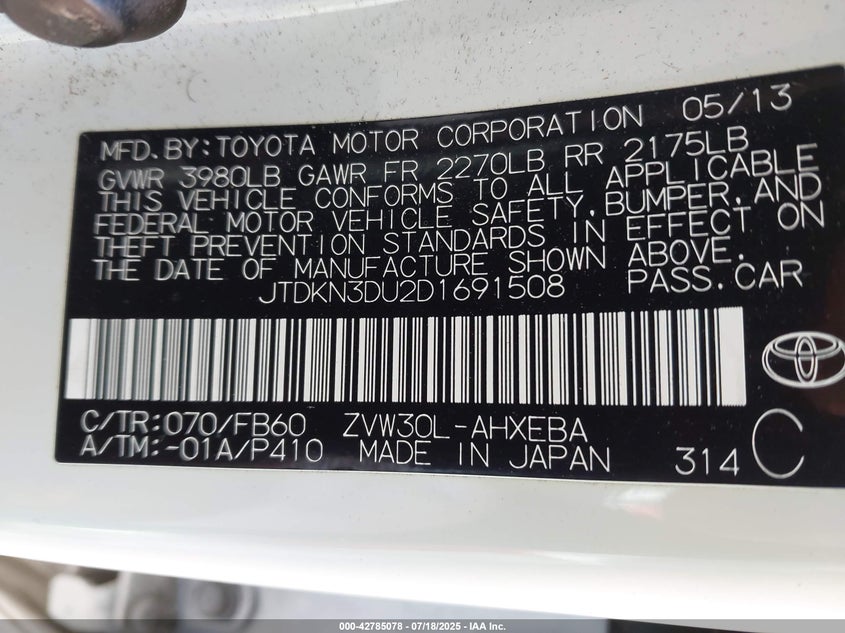 MFD.BY:TOYOTA MOTOR CORPORATION 05/13
GVWR 3980LB GAWR FR 2270LB RR 2175LB
THIS VEHICLE CONFORMS TO ALL APPLICABLE
FEDERAL MOTOR VEHICLE SAFETY,BUMPER,AND
THEFT PREVENTION STANDARDS IN EFFECT ON
THE DATE OF MANUFACTURE SHOWN ABOVE.
JTDKN3DU2D1691508 PASS.CAR
C/TR:070/FB60 ZVW30L-AHXEBA
A/TM:-01A/P410 MADE IN JAPAN 314 C
000-42785078 / 07/18/2025 - IAA Inc.